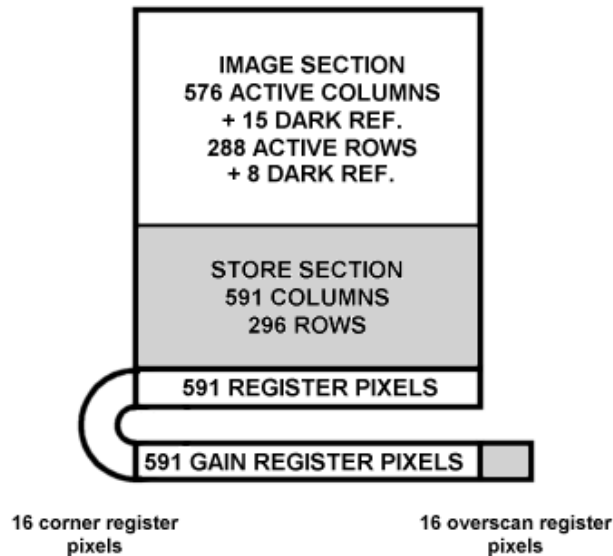 IMAGE SECTION
576 ACTIVE COLUMNS
+ 15 DARK REF.
288 ACTIVE ROWS
+ 8 DARK REF.
STORE SECTION
591 COLUMNS
296 ROWS
591 REGISTER PIXELS
591 GAIN REGISTER PIXELS
16 corner register
pixels
16 overscan register
pixels